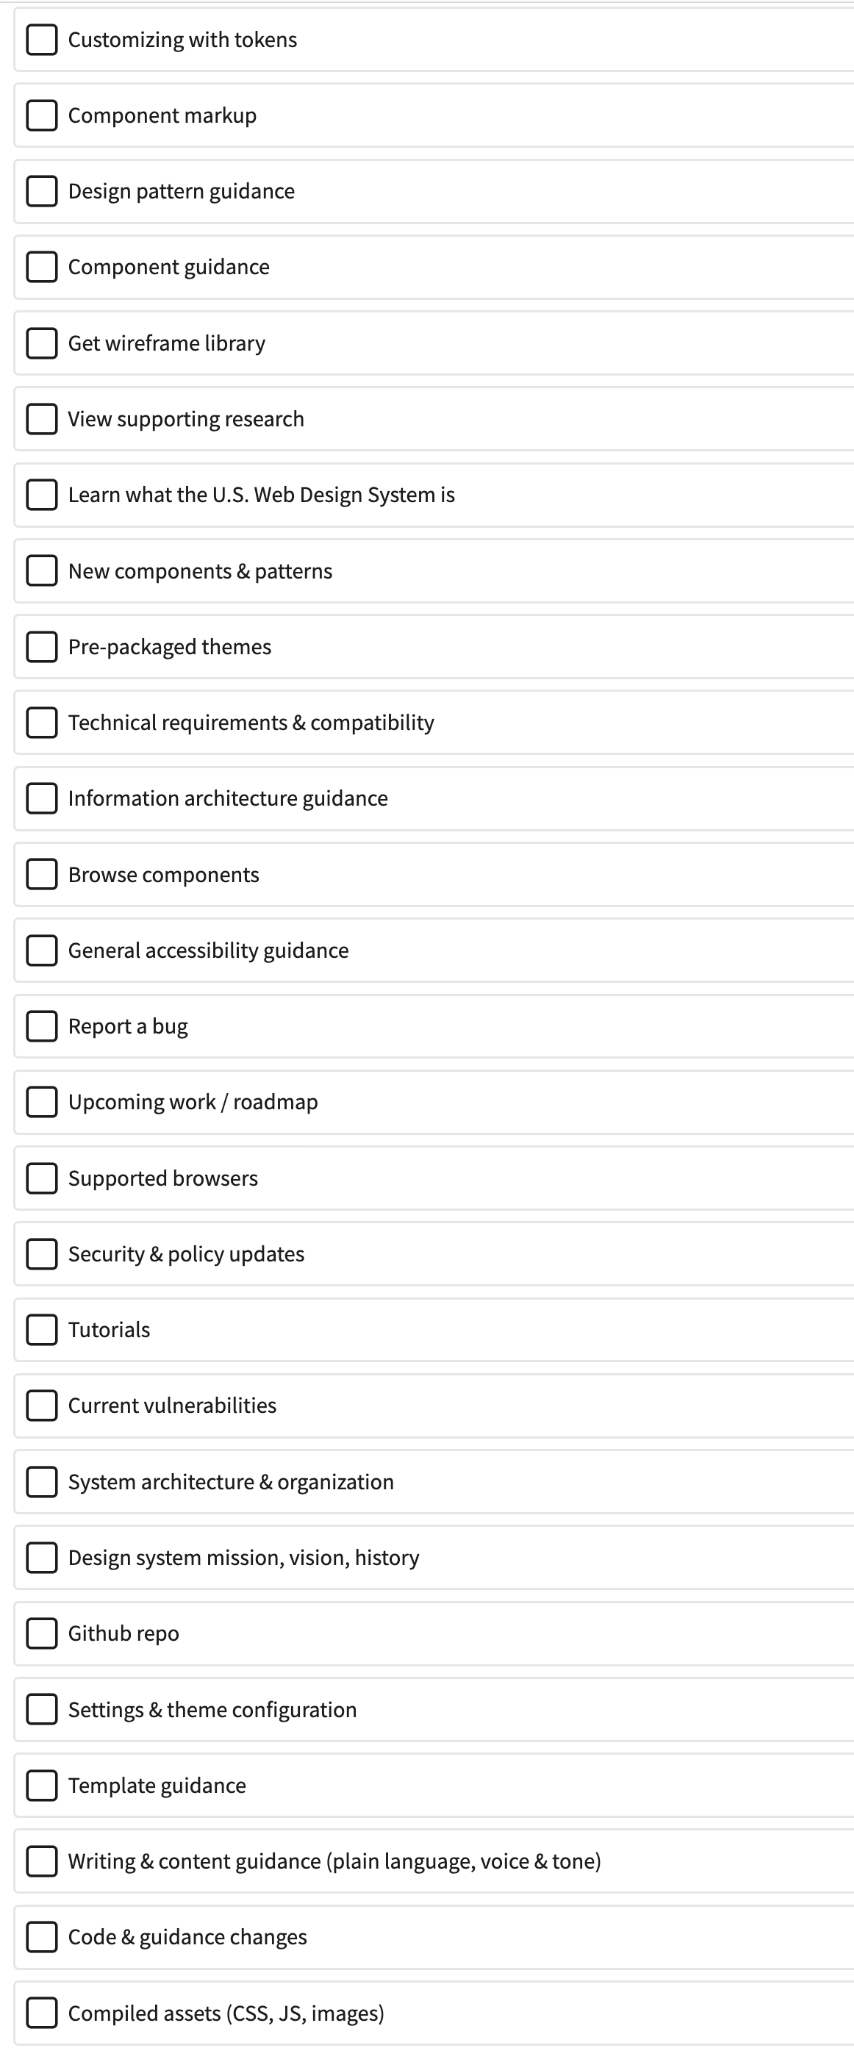 Customizing with tokens
Component markup
Design pattern guidance
Component guidance
Get wireframe library
View supporting research
Learn what the U.S. Web Design System is
New components & patterns
Pre-packaged themes
Technical requirements & compatibility
Information architecture guidance
Browse components
General accessibility guidance
Report a bug
Upcoming work / roadmap
Supported browsers
Security & policy updates
Tutorials
Current vulnerabilities
System architecture & organization
Design system mission, vision, history
Github repo
Settings & theme configuration
Template guidance
Writing & content guidance (plain language, voice & tone)
Code & guidance changes
Compiled assets (CSS, JS, images)